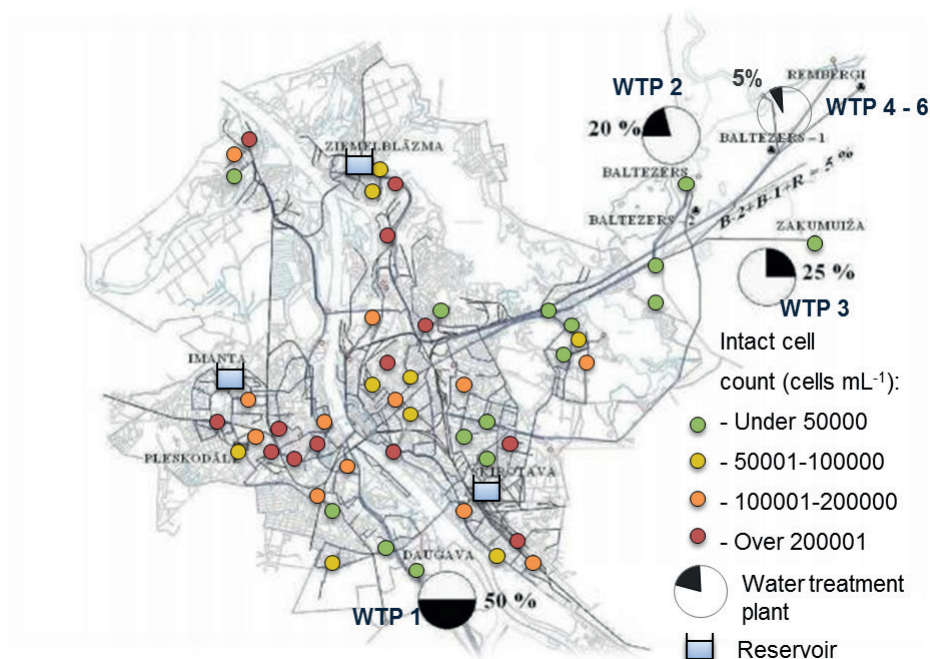 5%
REMBERGI
WTP 2
WTP 4 - 6
20 %
ZIEMELBLĀZMA
BALTEZERS-1
BALTEZERS
B-2+B-1+R = 5 %
BALTEZERS-2
ZAĶUMUIŽA
25 %
WTP 3
Intact cell
count (cells mL⁻¹):
IMANTA
- Under 50000
- 50001-100000
PLESKODĀLE
ŠĶIROTAVA
- 100001-200000
- Over 200001
DAUGAVA
WTP 1
50 %
Water treatment
plant
Reservoir